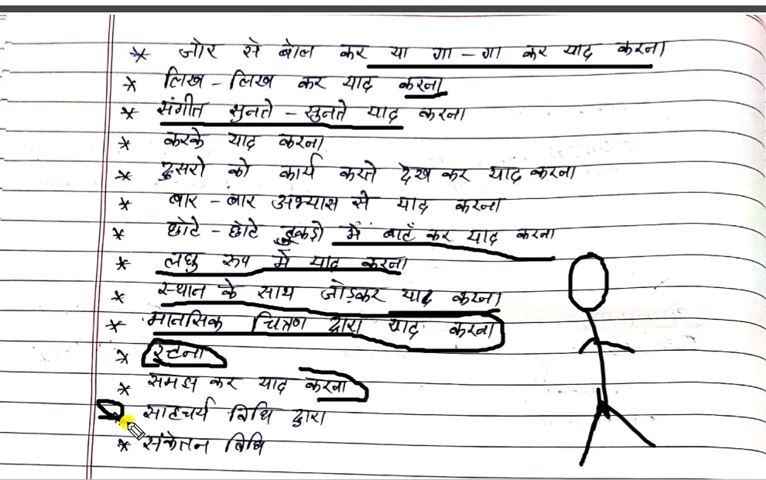 * जोर से बोल कर या गा-गा कर याद करना
* लिख-लिख कर याद करना
* संगीत सुनते-सुनते याद करना
* करके याद करना
* दुसरो को कार्य करते देख कर याद करना
* बार-बार अभ्यास से याद करना
* छोटे-छोटे टुकड़ो में बाटँ कर याद करना
* लघु रूप में याद करना
* स्थान के साथ जोड़कर याद करना
* मानसिक चित्रण द्वारा याद करना
* रटना
* समझ कर याद करना
* साहचर्य विधि द्वारा
* संकेतन विधि